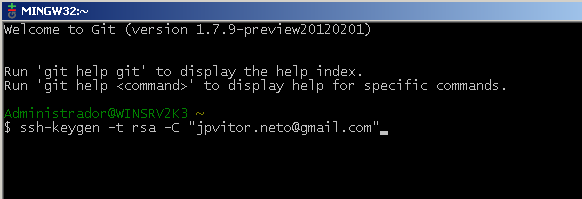 MINGW32:~
Welcome to Git (version 1.7.9-preview20120201)
Run 'git help git' to display the help index.
Run 'git help <command>' to display help for specific commands.
Administrador@WINSRV2K3 ~
$ ssh-keygen -t rsa -C "jpvitor.neto@gmail.com"